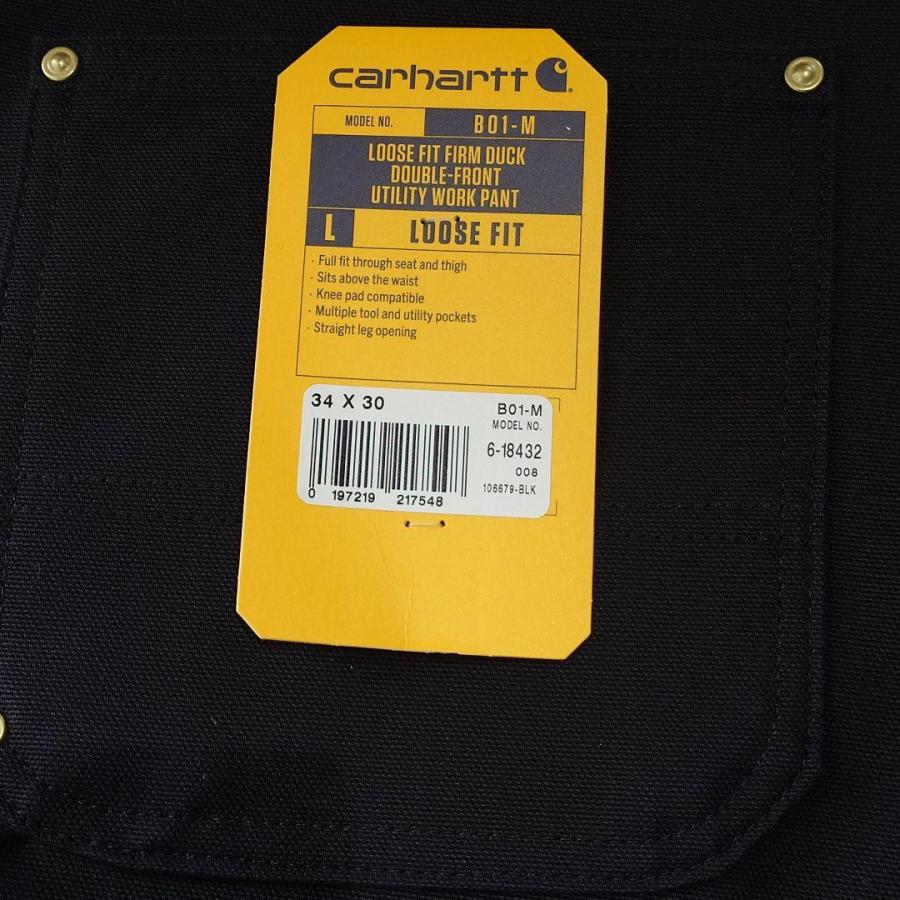 carhartt
MODEL NO. B01-M
LOOSE FIT FIRM DUCK
DOUBLE-FRONT
UTILITY WORK PANT
L LOOSE FIT
· Full fit through seat and thigh
· Sits above the waist
· Knee pad compatible
· Multiple tool and utility pockets
· Straight leg opening
34 X 30
B01-M
MODEL NO.
6-18432
008
106679-BLK
0 197219 217548